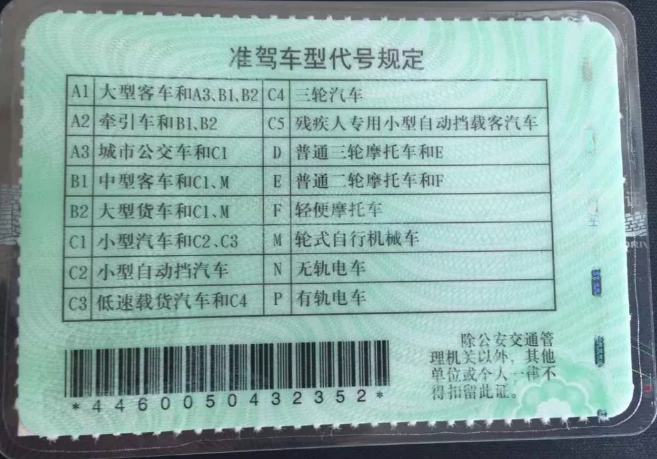 准驾车型代号规定
A1 大型客车和A3、B1、B2 C4 三轮汽车
A2 牵引车和B1、B2 C5 残疾人专用小型自动挡载客汽车
A3 城市公交车和C1 D 普通三轮摩托车和E
B1 中型客车和C1、M E 普通二轮摩托车和F
B2 大型货车和C1、M F 轻便摩托车
C1 小型汽车和C2、C3 M 轮式自行机械车
C2 小型自动挡汽车 N 无轨电车
C3 低速载货汽车和C4 P 有轨电车
除公安交通管
理机关以外，其他
单位或个人一律不
得扣留此证。
*4460050432352*